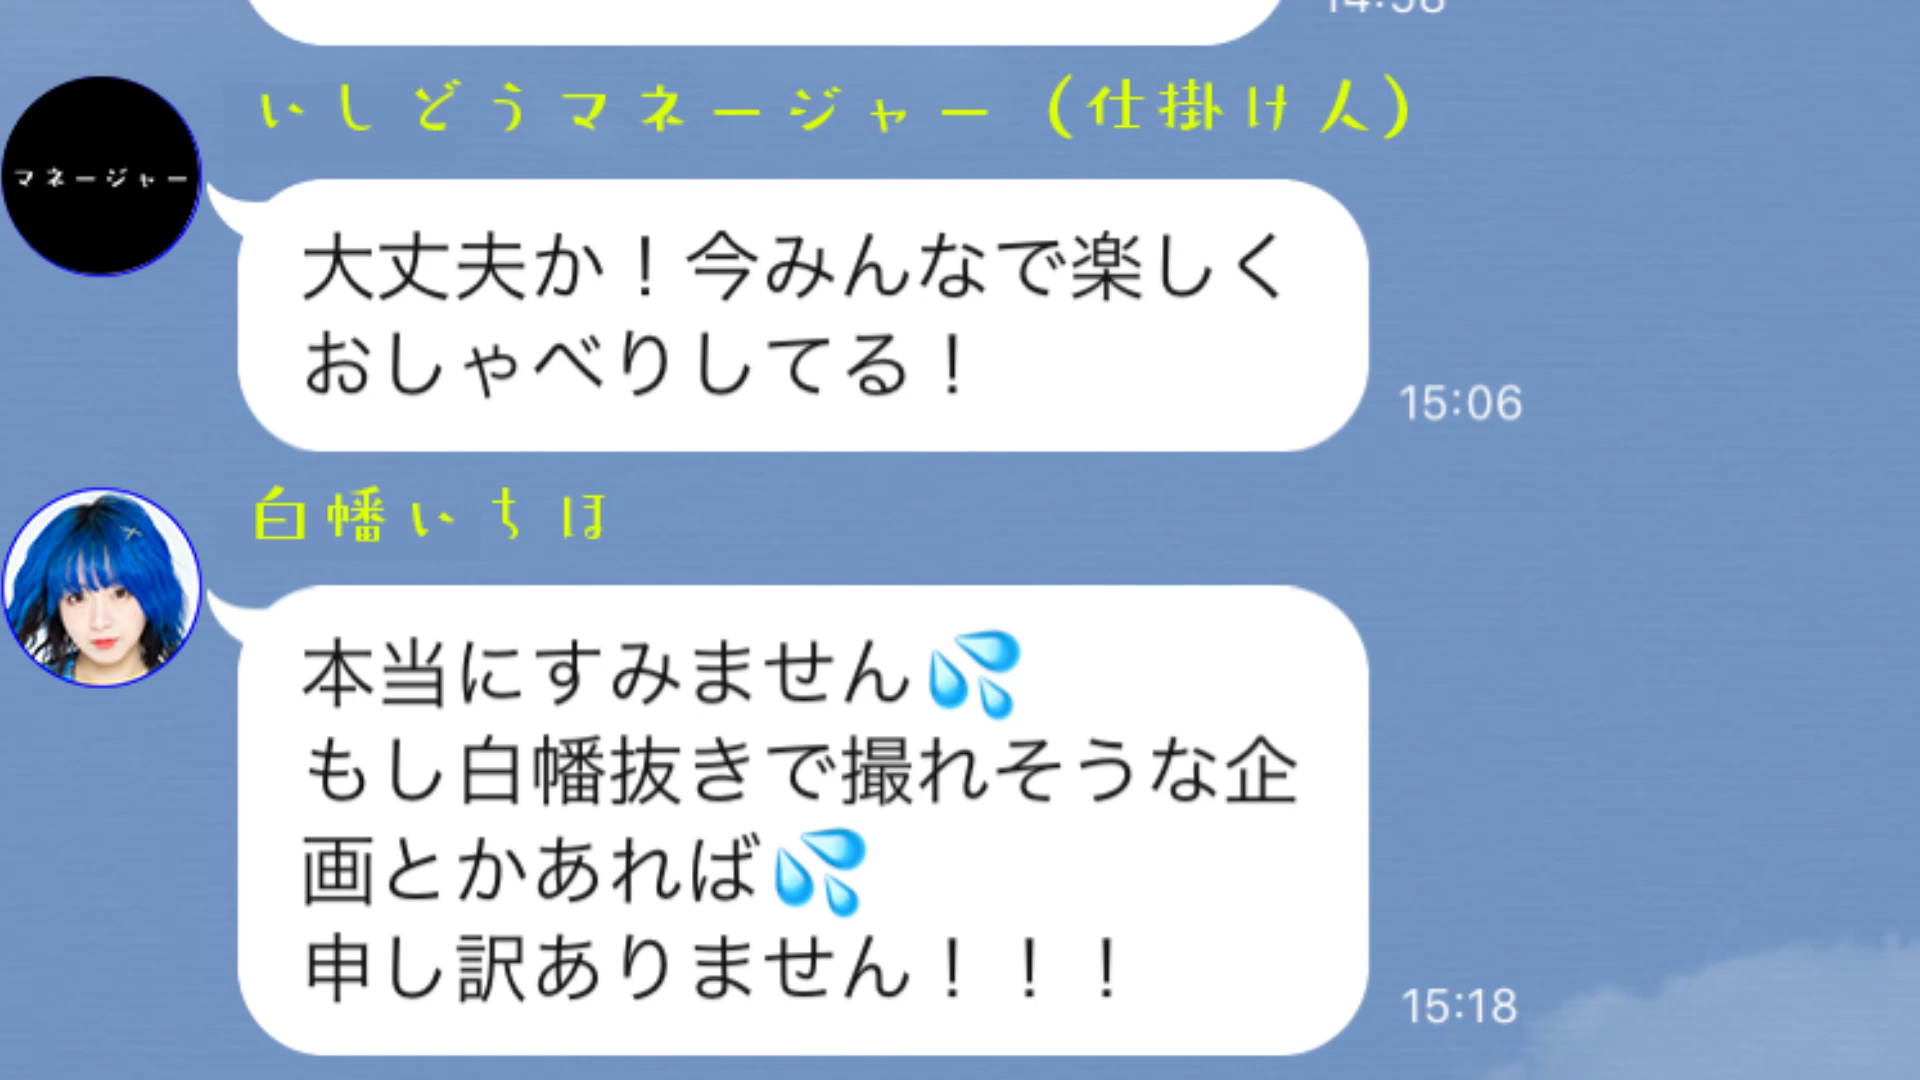 14:58
いしどうマネージャー(仕掛け人)
マネージャー
大丈夫か！今みんなで楽しく
おしゃべりしてる！
15:06
白幡いちほ
本当にすみません💦
もし白幡抜きで撮れそうな企
画とかあれば💦
申し訳ありません！！！
15:18